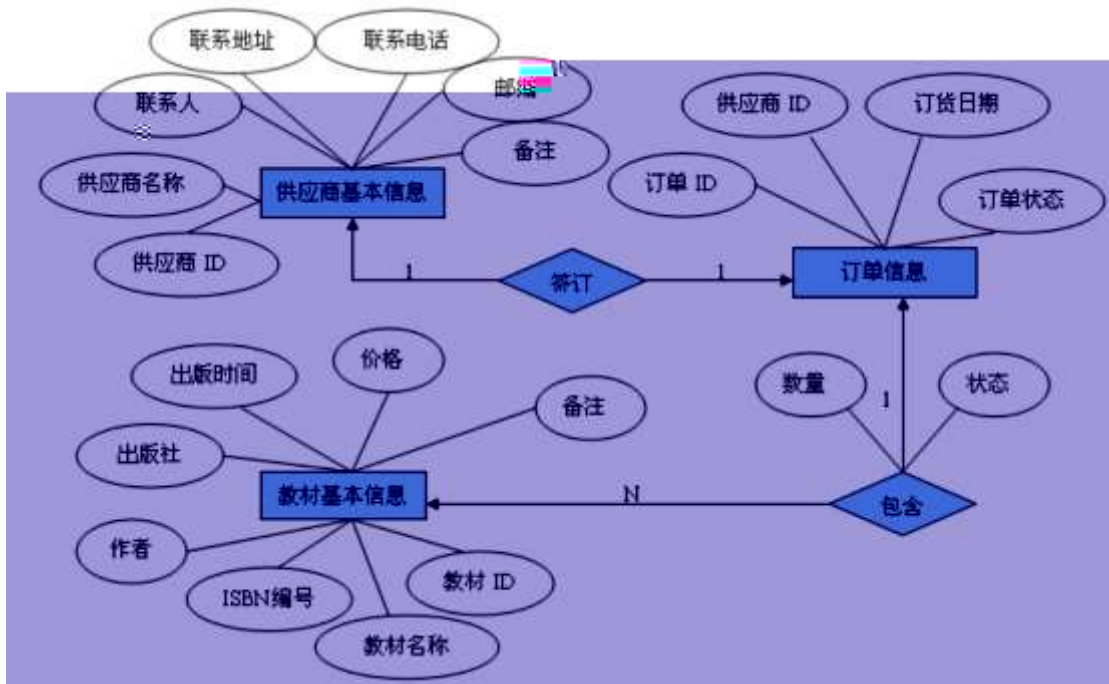 联系地址
联系电话
联系人
邮编
供应商 ID
订货日期
备注
供应商名称
供应商基本信息
订单 ID
订单状态
供应商 ID
1
签订
1
订单信息
出版时间
价格
备注
数量
状态
1
出版社
教材基本信息
N
包含
作者
ISBN编号
教材 ID
教材名称